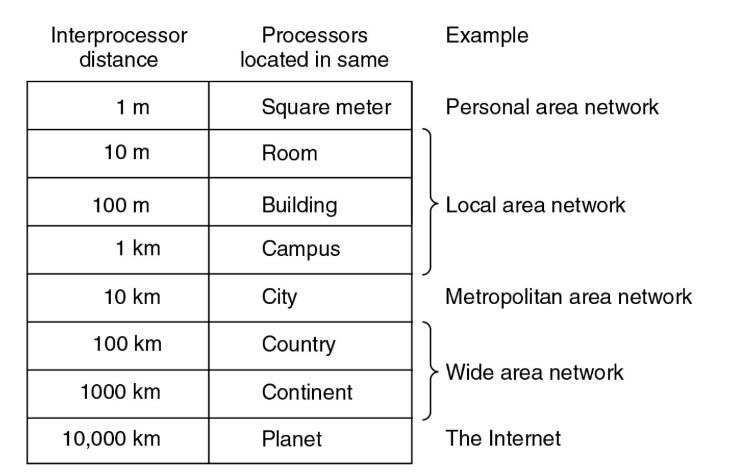 Interprocessor distance
Processors located in same
Example
1 m Square meter Personal area network
10 m Room
100 m Building Local area network
1 km Campus
10 km City Metropolitan area network
100 km Country
Wide area network
1000 km Continent
10,000 km Planet The Internet